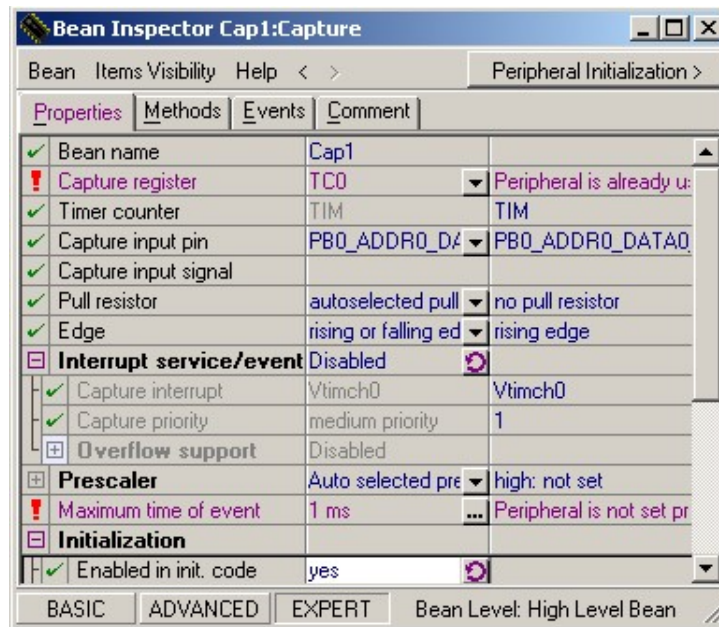 Bean Inspector Cap1:Capture
Bean Items Visibility Help < > Peripheral Initialization >
Properties Methods Events Comment
Bean name Cap1
Capture register TC0 Peripheral is already u
Timer counter TIM TIM
Capture input pin PB0_ADDR0_DA PB0_ADDR0_DATA0_
Capture input signal
Pull resistor autoselected pull no pull resistor
Edge rising or falling ed rising edge
Interrupt service/event Disabled
Capture interrupt Vtimch0 Vtimch0
Capture priority medium priority 1
Overflow support Disabled
Prescaler Auto selected pre high: not set
Maximum time of event 1 ms ... Peripheral is not set pr
Initialization
Enabled in init. code yes
BASIC ADVANCED EXPERT Bean Level: High Level Bean